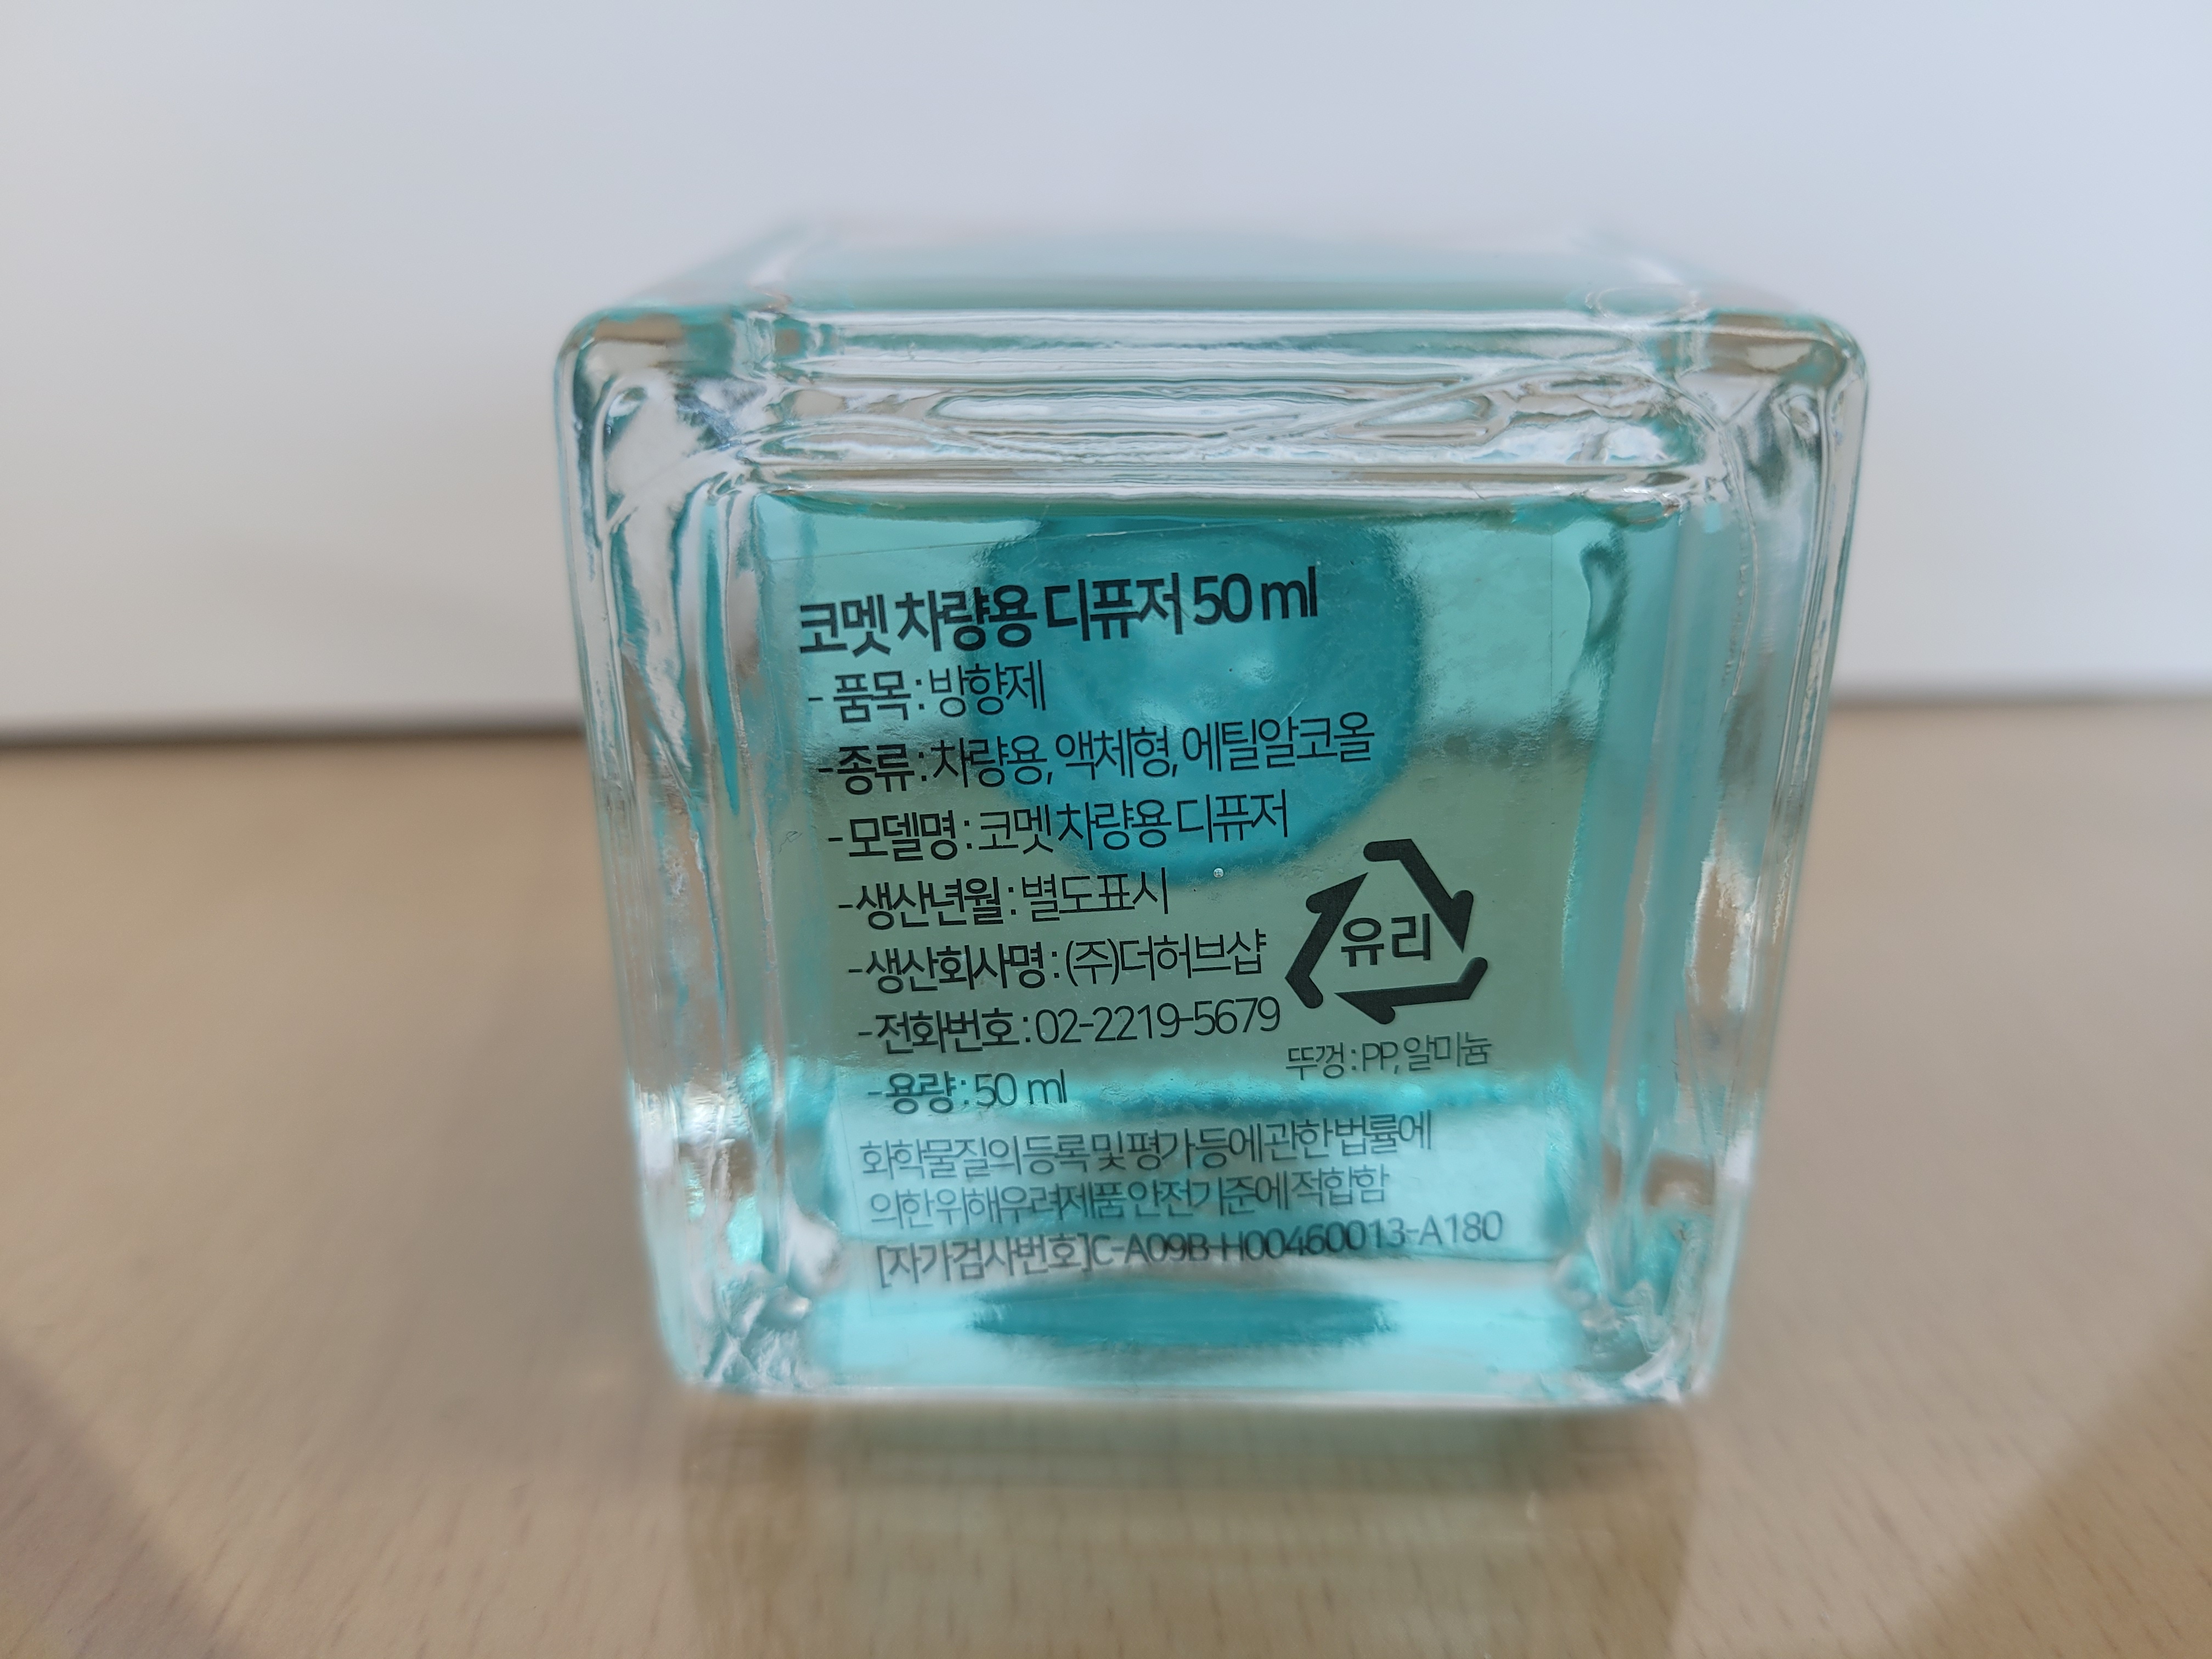 코멧 차량용 디퓨저 50 ml
- 품목 : 방향제
- 종류 : 차량용, 액체형, 에틸알코올
- 모델명 : 코멧 차량용 디퓨저
- 생산년월 : 별도표시
- 생산회사명 : (주)더허브샵
- 전화번호 : 02-2219-5679
- 용량 : 50 ml
유리
뚜껑 : PP, 알미늄
화학물질의 등록 및 평가 등에 관한 법률에
의한 위해우려제품 안전기준에 적합함
[자가검사번호]C-A09B-H00460013-A180